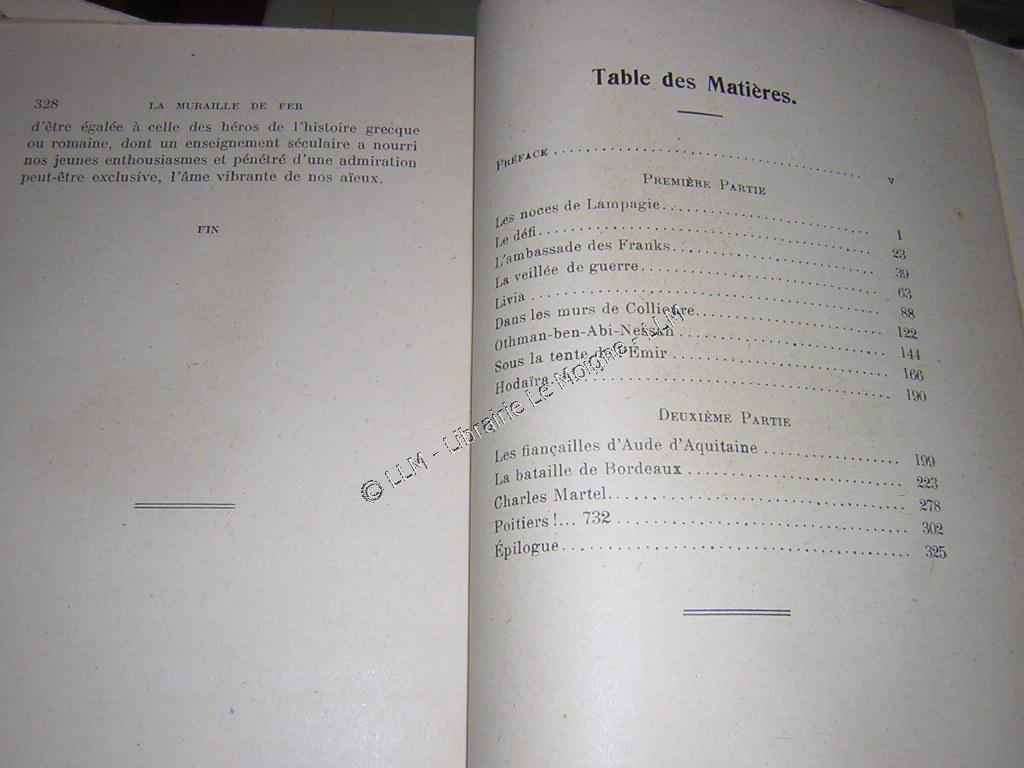 328 LA MURAILLE DE FER
d'être égalée à celle des héros de l'histoire grecque
ou romaine, dont un enseignement séculaire a nourri
nos jeunes enthousiasmes et pénétré d'une admiration
peut-être exclusive, l'âme vibrante de nos aïeux.
FIN
Table des Matières.
PRÉFACE . . . . . . . . . . v
PREMIÈRE PARTIE
Les noces de Lampagie . . . . . . . . . . 1
Le défi . . . . . . . . . . 23
L'ambassade des Franks . . . . . . . . . . 39
La veillée de guerre . . . . . . . . . . 63
Livia . . . . . . . . . . 88
Dans les murs de Collioure . . . . . . . . . . 122
Othman-ben-Abi-Nessah . . . . . . . . . . 144
Sous la tente de l'Émir . . . . . . . . . . 166
Hodaïra . . . . . . . . . . 190
DEUXIÈME PARTIE
Les fiançailles d'Aude d'Aquitaine . . . . . . . . . . 199
La bataille de Bordeaux . . . . . . . . . . 223
Charles Martel . . . . . . . . . . 278
Poitiers !... 732 . . . . . . . . . . 302
Épilogue . . . . . . . . . . 325
© LLM - Librairie Le Moigne - LLM